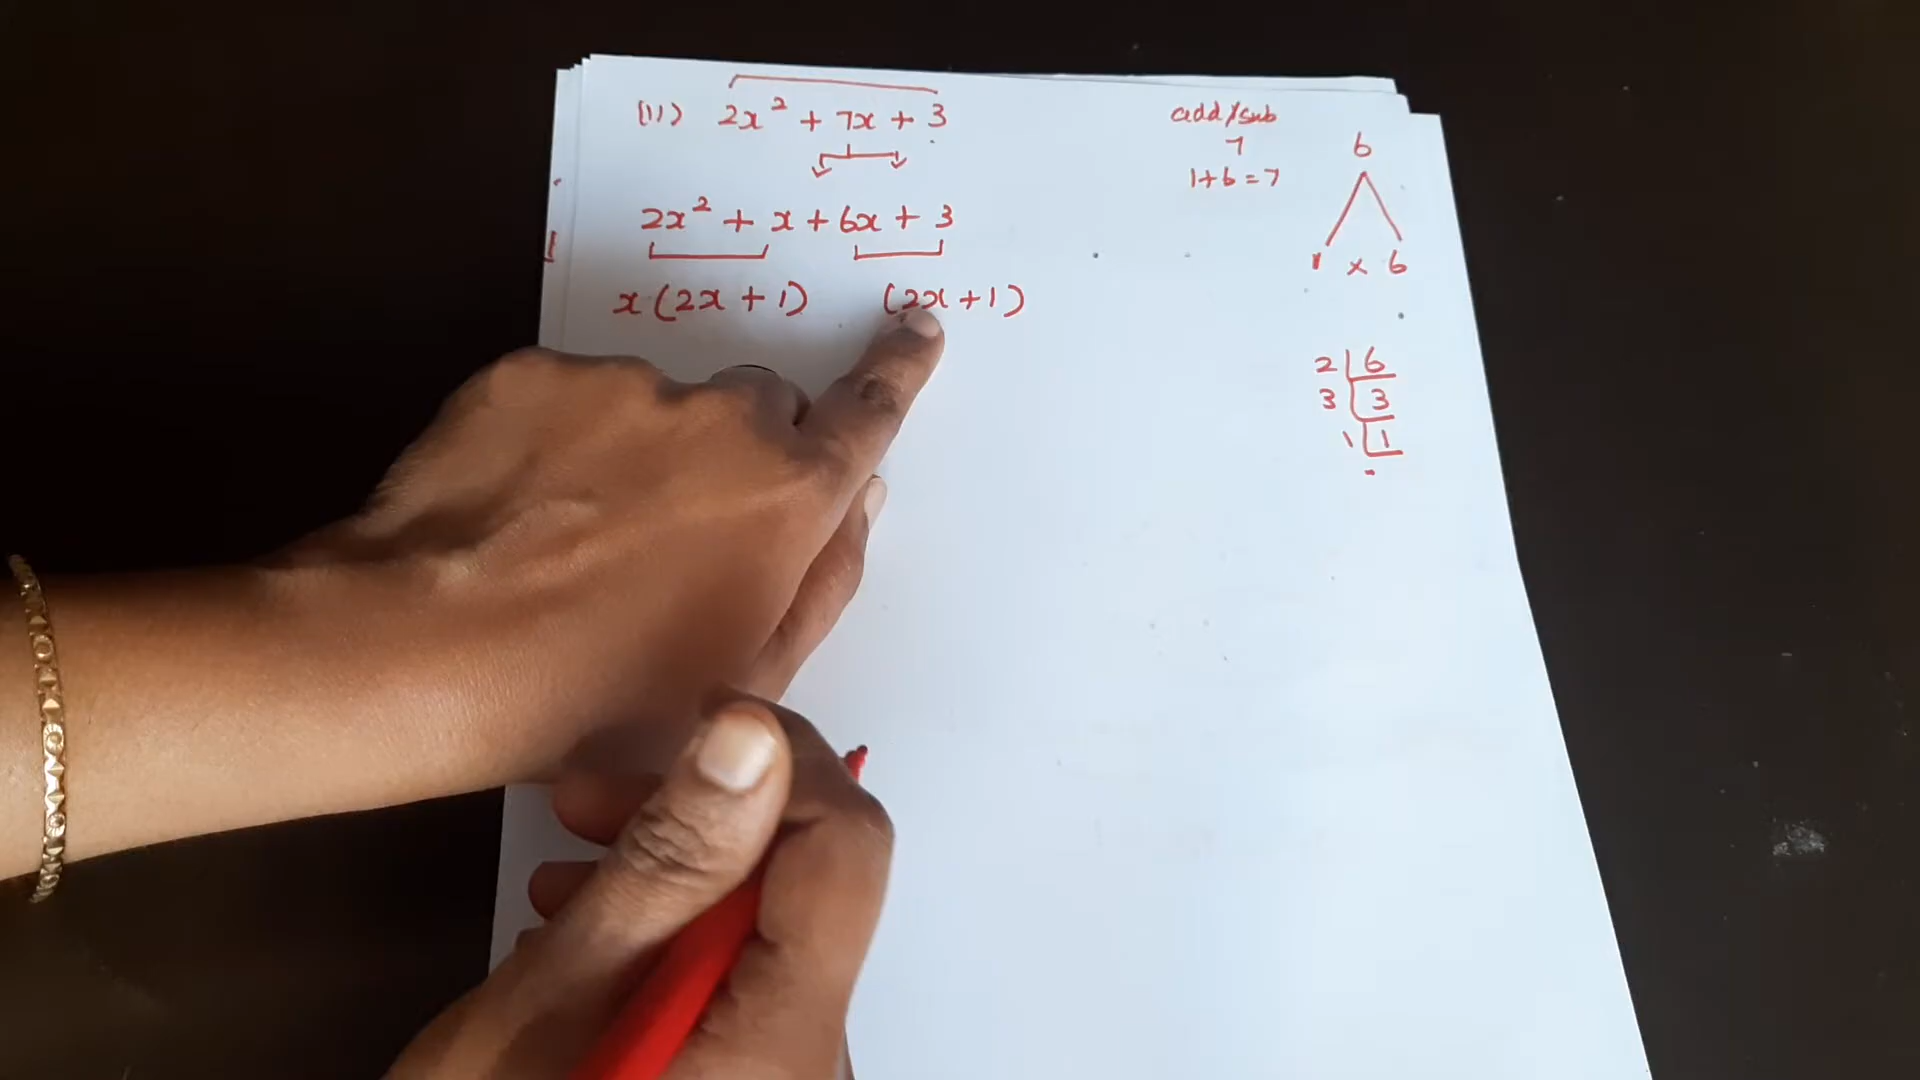 (ii) 2x² + 7x + 3
2x² + x + 6x + 3
x(2x + 1) (2x + 1)
add/sub
7
1+6=7
6
1 x 6
2 | 6
3 | 3
1 | 1